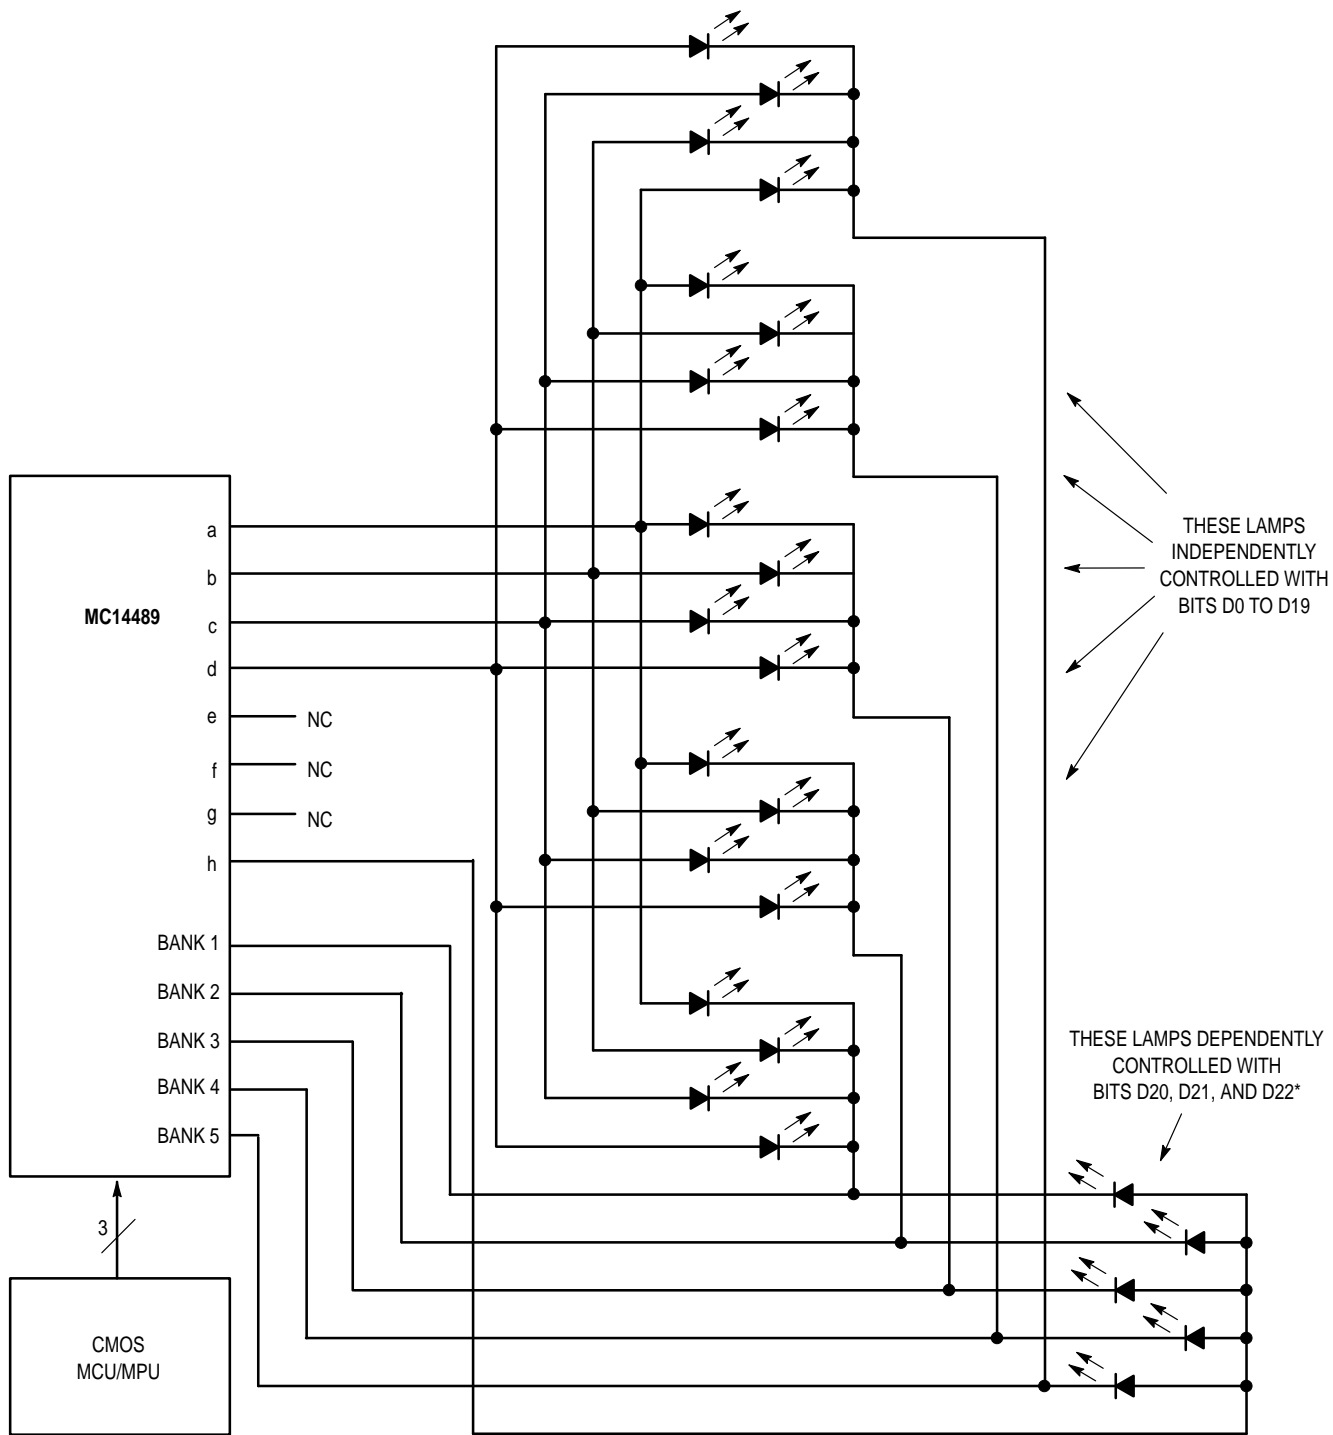 a
THESE LAMPS
INDEPENDENTLY
CONTROLLED WITH
BITS D0 TO D19
b
MC14489
c
d
e
NC
f
NC
g
NC
h
BANK 1
BANK 2
BANK 3
BANK 4
BANK 5
THESE LAMPS DEPENDENTLY
CONTROLLED WITH
BITS D20, D21, AND D22*
3
CMOS
MCU/MPU